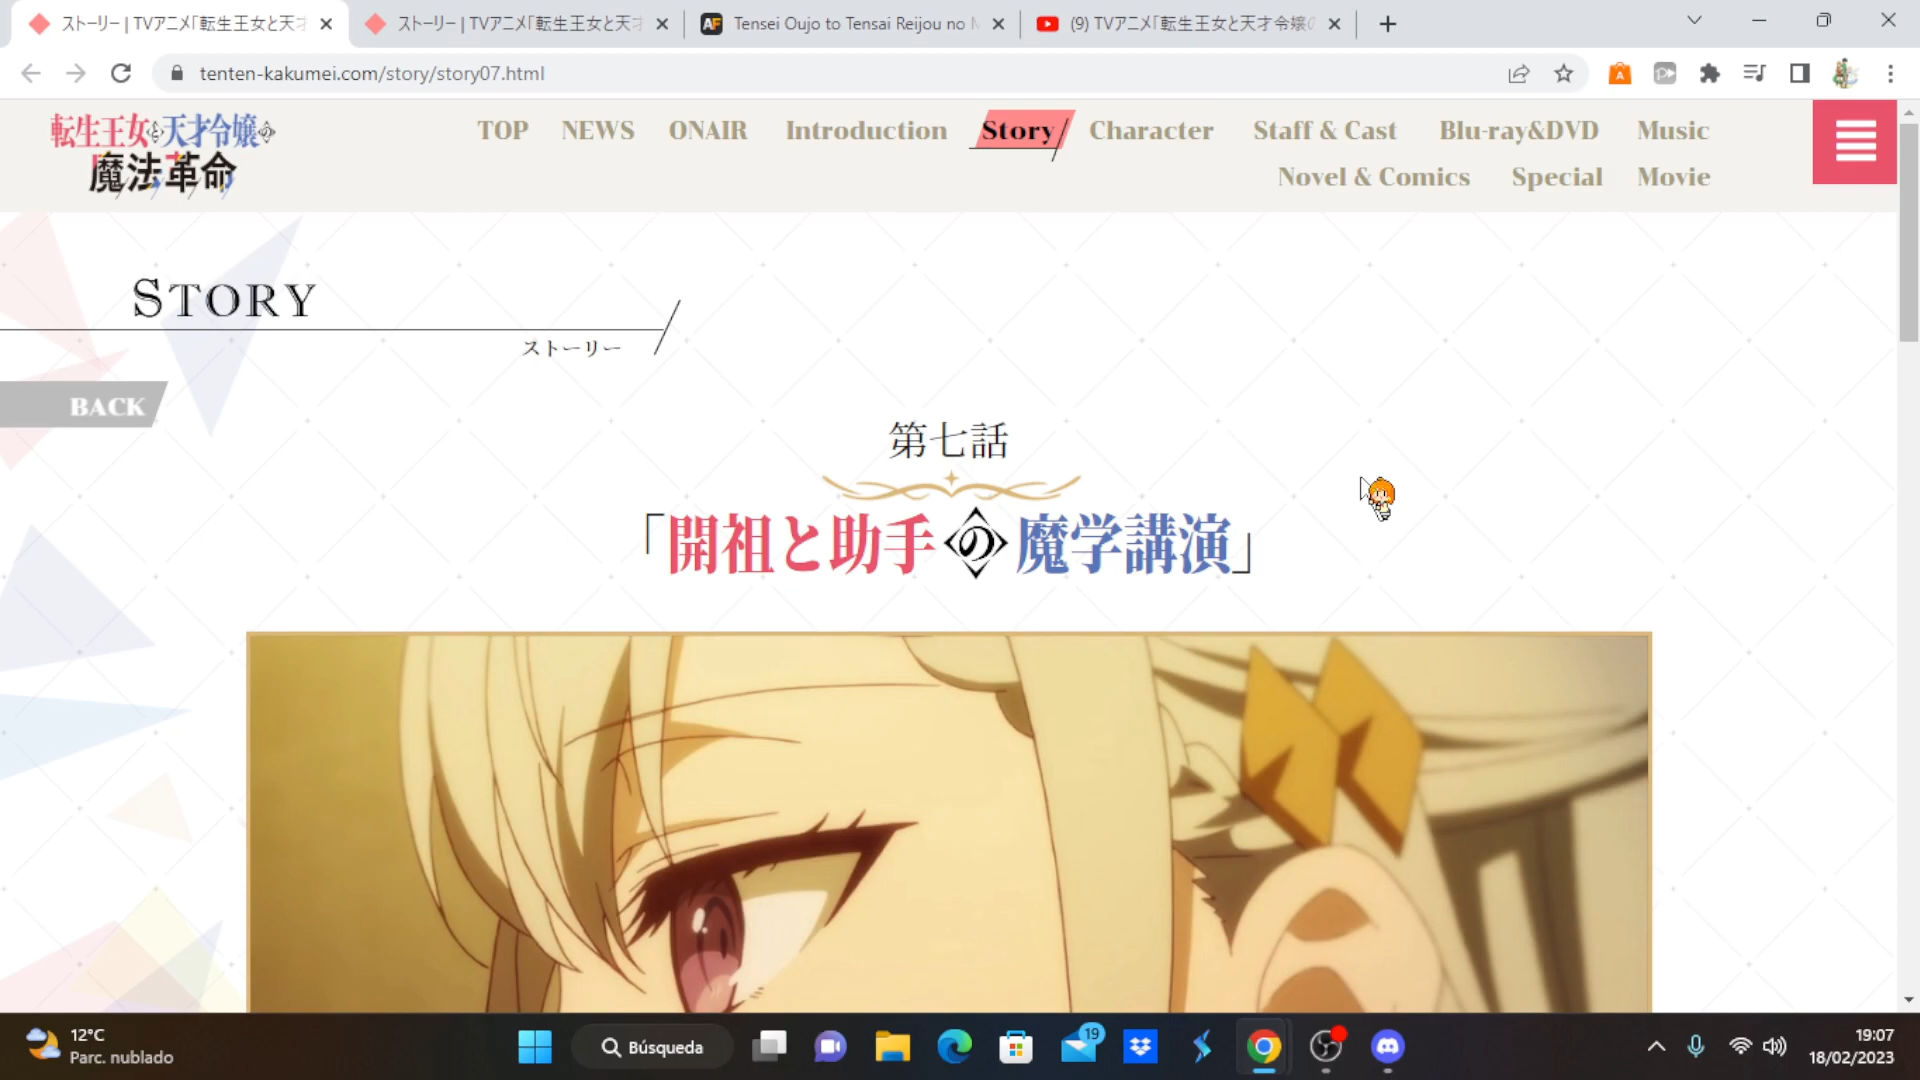 ストーリー | TVアニメ「転生王女と天才
ストーリー | TVアニメ「転生王女と天才
Tensei Oujo to Tensai Reijou no M
(9) TVアニメ「転生王女と天才令嬢の
tenten-kakumei.com/story/story07.html
転生王女と天才令嬢の
魔法革命
TOP NEWS ONAIR Introduction Story Character Staff & Cast Blu-ray&DVD Music
Novel & Comics Special Movie
STORY
ストーリー
BACK
第七話
「開祖と助手の魔学講演」
12°C
Parc. nublado
Búsqueda
19
19:07
18/02/2023